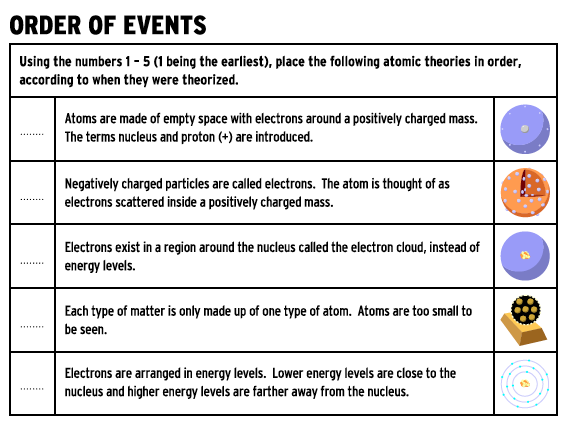 ORDER OF EVENTS
Using the numbers 1 – 5 (1 being the earliest), place the following atomic theories in order,
according to when they were theorized.
........
Atoms are made of empty space with electrons around a positively charged mass.
The terms nucleus and proton (+) are introduced.
........
Negatively charged particles are called electrons. The atom is thought of as
electrons scattered inside a positively charged mass.
........
Electrons exist in a region around the nucleus called the electron cloud, instead of
energy levels.
........
Each type of matter is only made up of one type of atom. Atoms are too small to
be seen.
........
Electrons are arranged in energy levels. Lower energy levels are close to the
nucleus and higher energy levels are farther away from the nucleus.